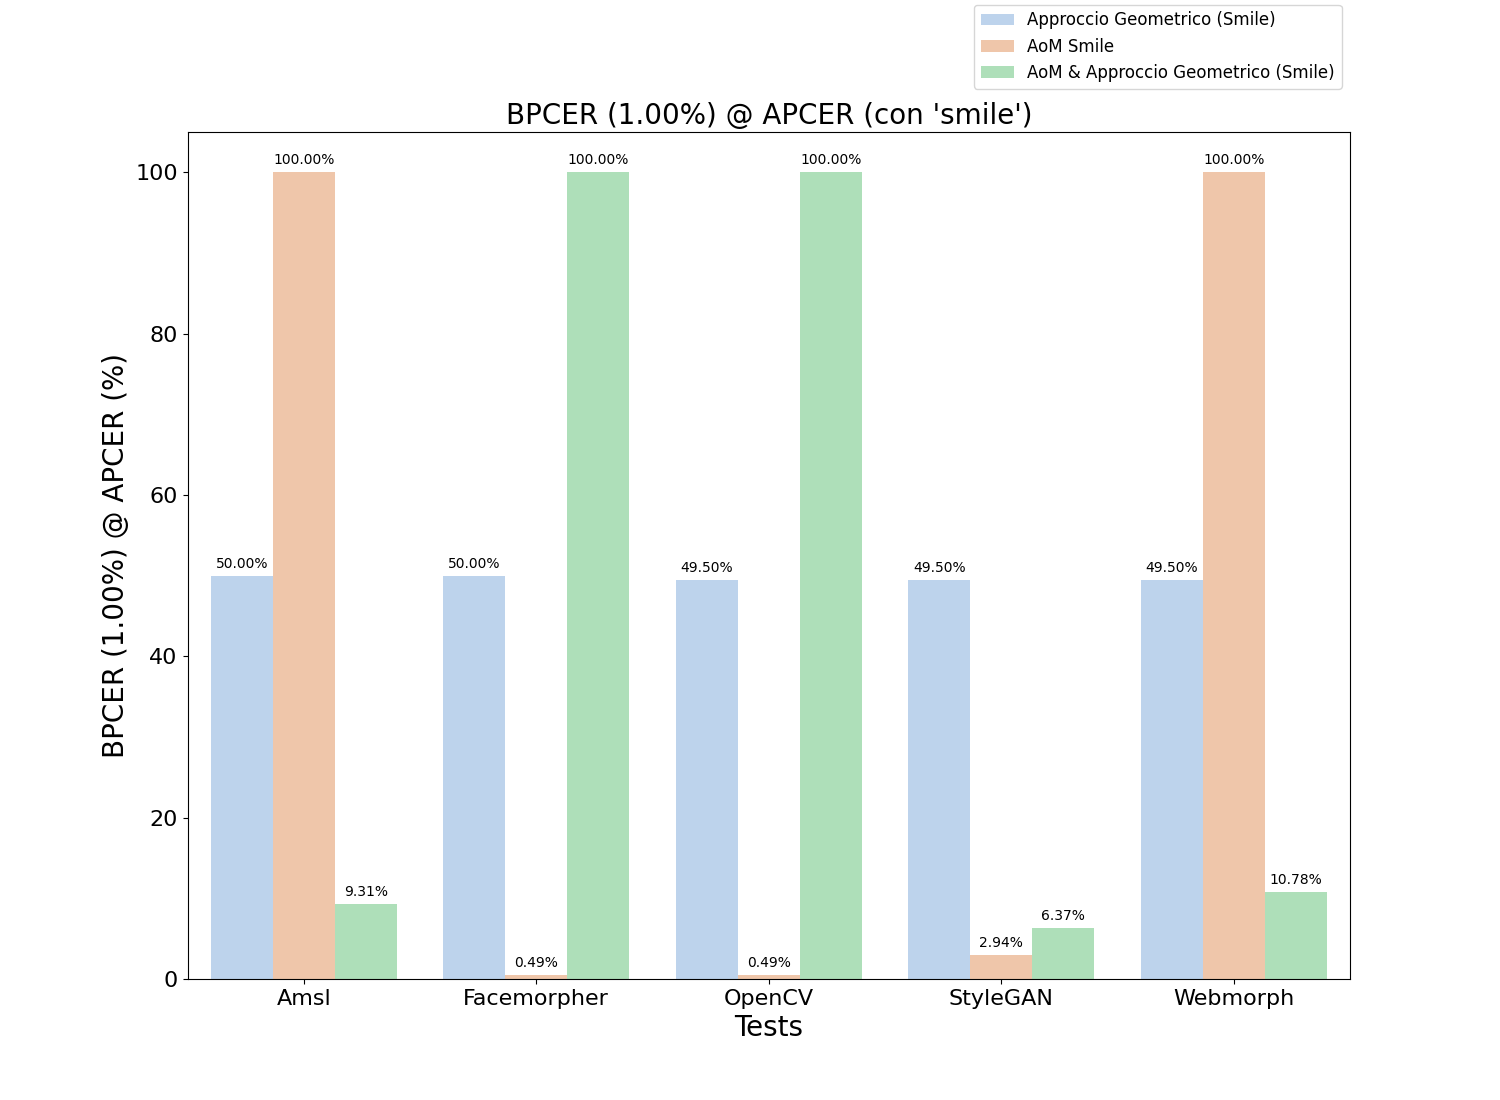 Approccio Geometrico (Smile)
AoM Smile
AoM & Approccio Geometrico (Smile)
BPCER (1.00%) @ APCER (con 'smile')
BPCER (1.00%) @ APCER (%)
100
80
60
40
20
0
50.00%
100.00%
9.31%
50.00%
0.49%
100.00%
49.50%
0.49%
100.00%
49.50%
2.94%
6.37%
49.50%
100.00%
10.78%
Amsl
Facemorpher
OpenCV
StyleGAN
Webmorph
Tests